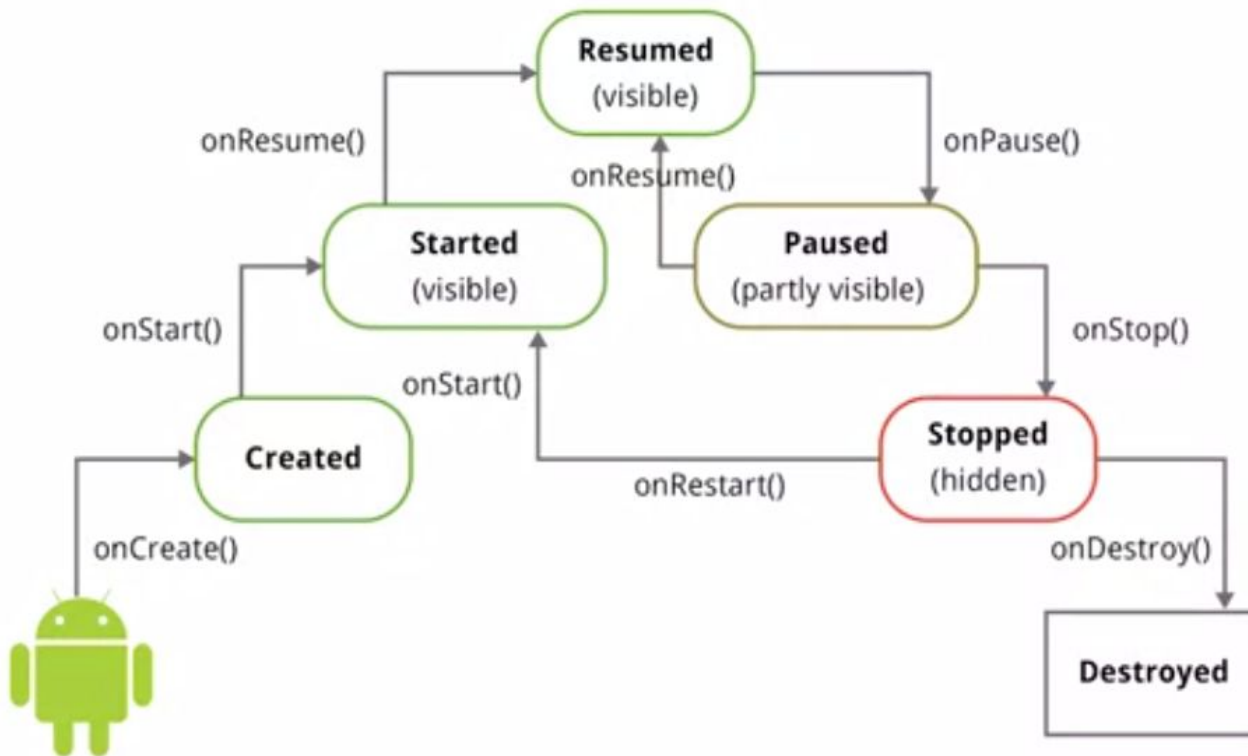 Resumed
(visible)
onResume()
onPause()
onResume()
Started
(visible)
Paused
(partly visible)
onStart()
onStop()
onStart()
Created
Stopped
(hidden)
onRestart()
onCreate()
onDestroy()
Destroyed